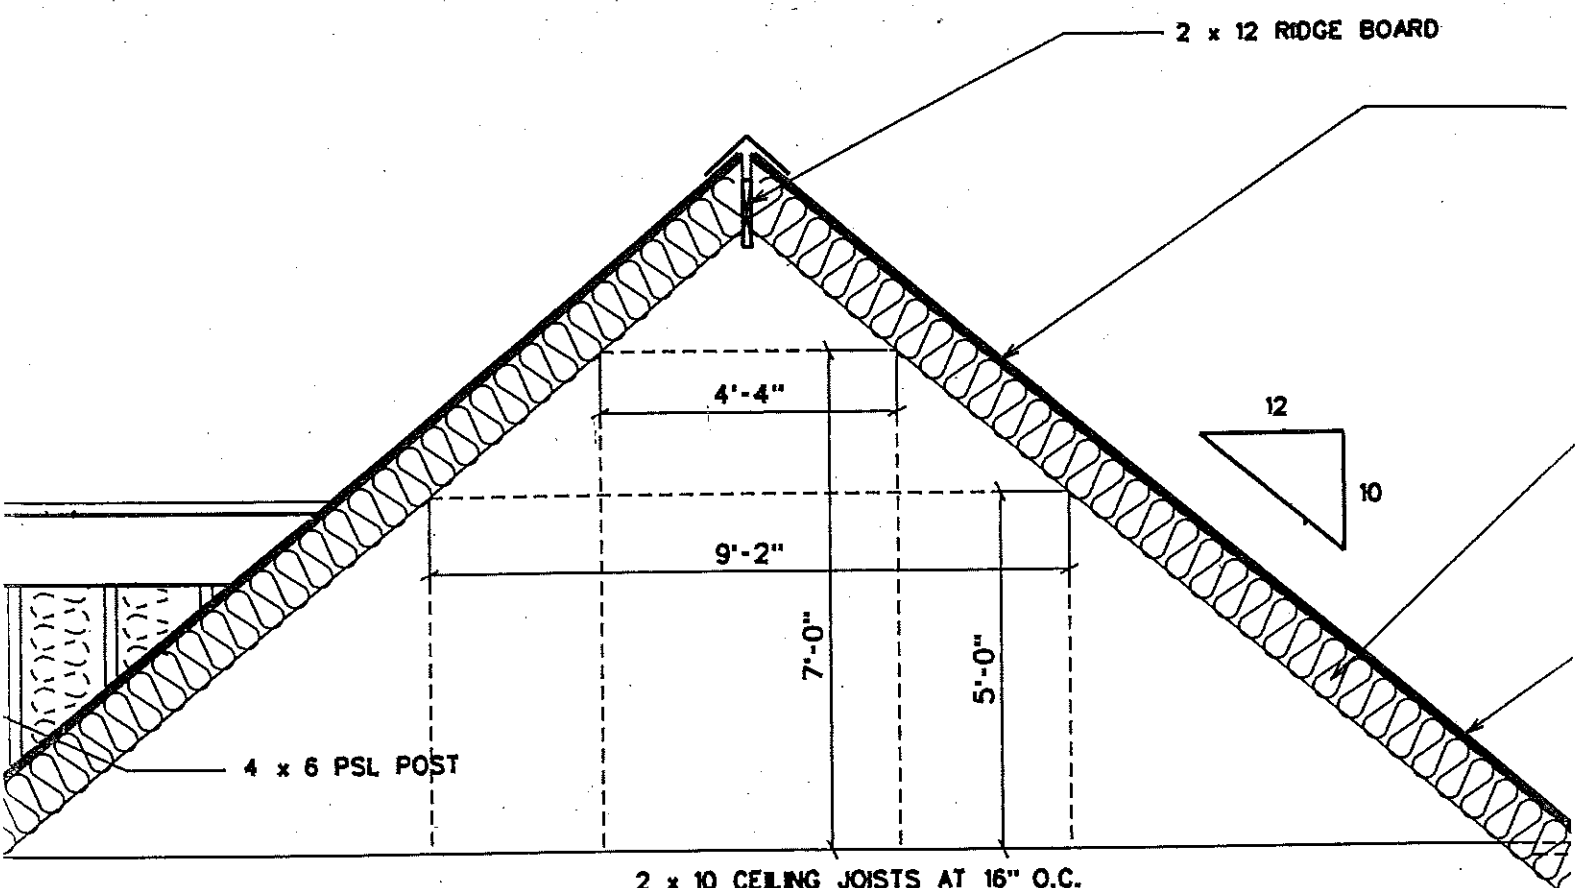 2 x 12 RIDGE BOARD
4'-4"
12
10
9'-2"
7'-0"
5'-0"
4 x 6 PSL POST
2 x 10 CEILING JOISTS AT 16" O.C.